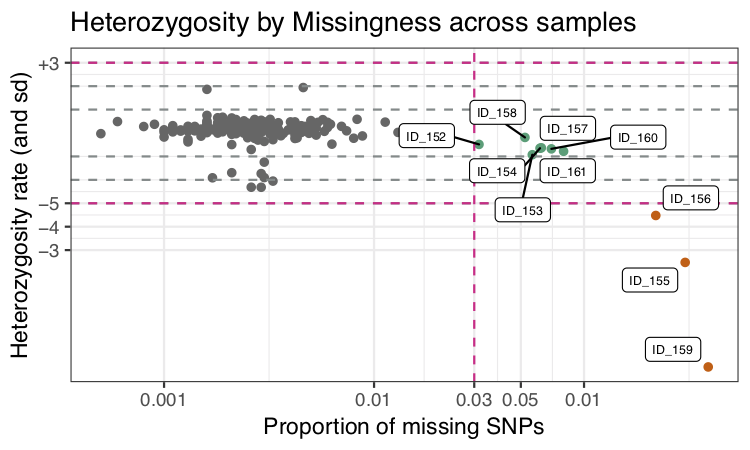 Heterozygosity by Missingness across samples
Heterozygosity rate (and sd)
+3
−5
−4
−3
ID_152
ID_158
ID_157
ID_160
ID_154
ID_161
ID_153
ID_156
ID_155
ID_159
0.001
0.01
0.03
0.05
0.01
Proportion of missing SNPs